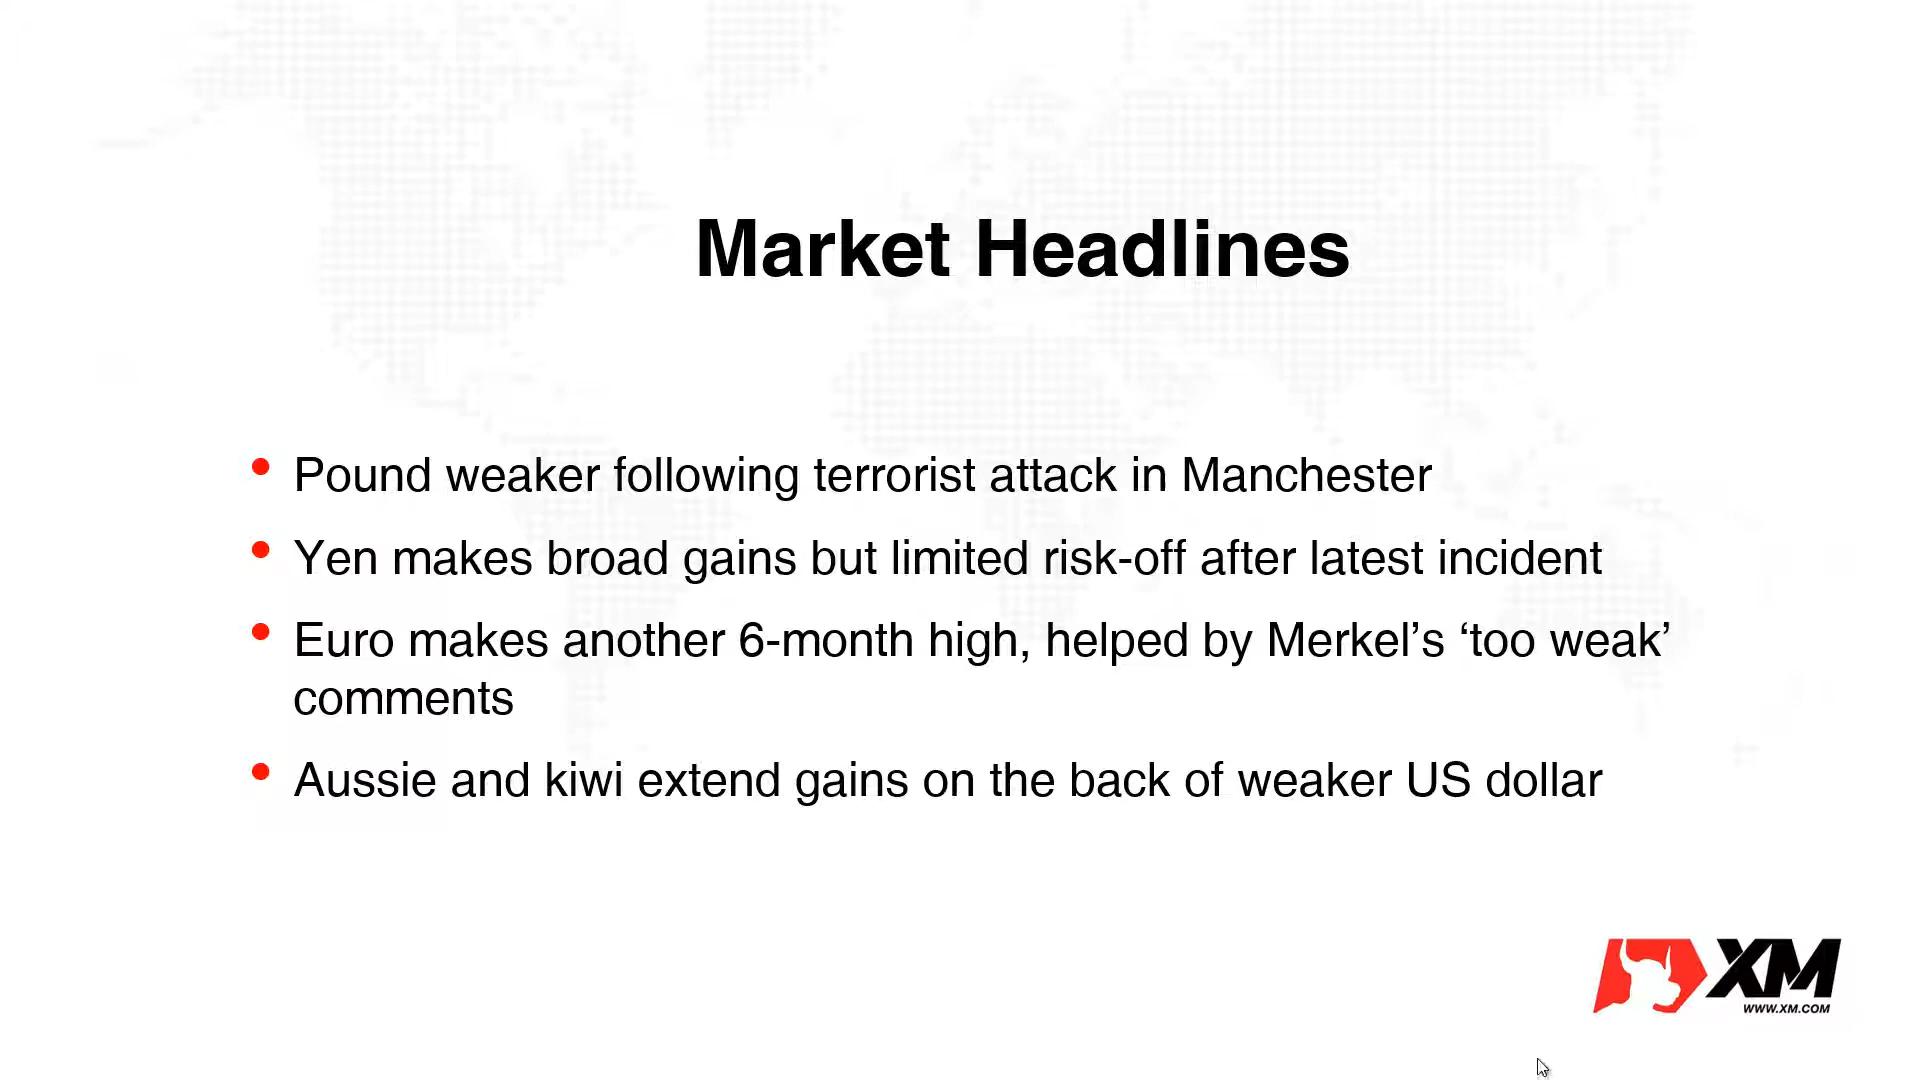 Market Headlines
• Pound weaker following terrorist attack in Manchester
• Yen makes broad gains but limited risk-off after latest incident
• Euro makes another 6-month high, helped by Merkel’s ‘too weak’
comments
• Aussie and kiwi extend gains on the back of weaker US dollar
XM
WWW.XM.COM